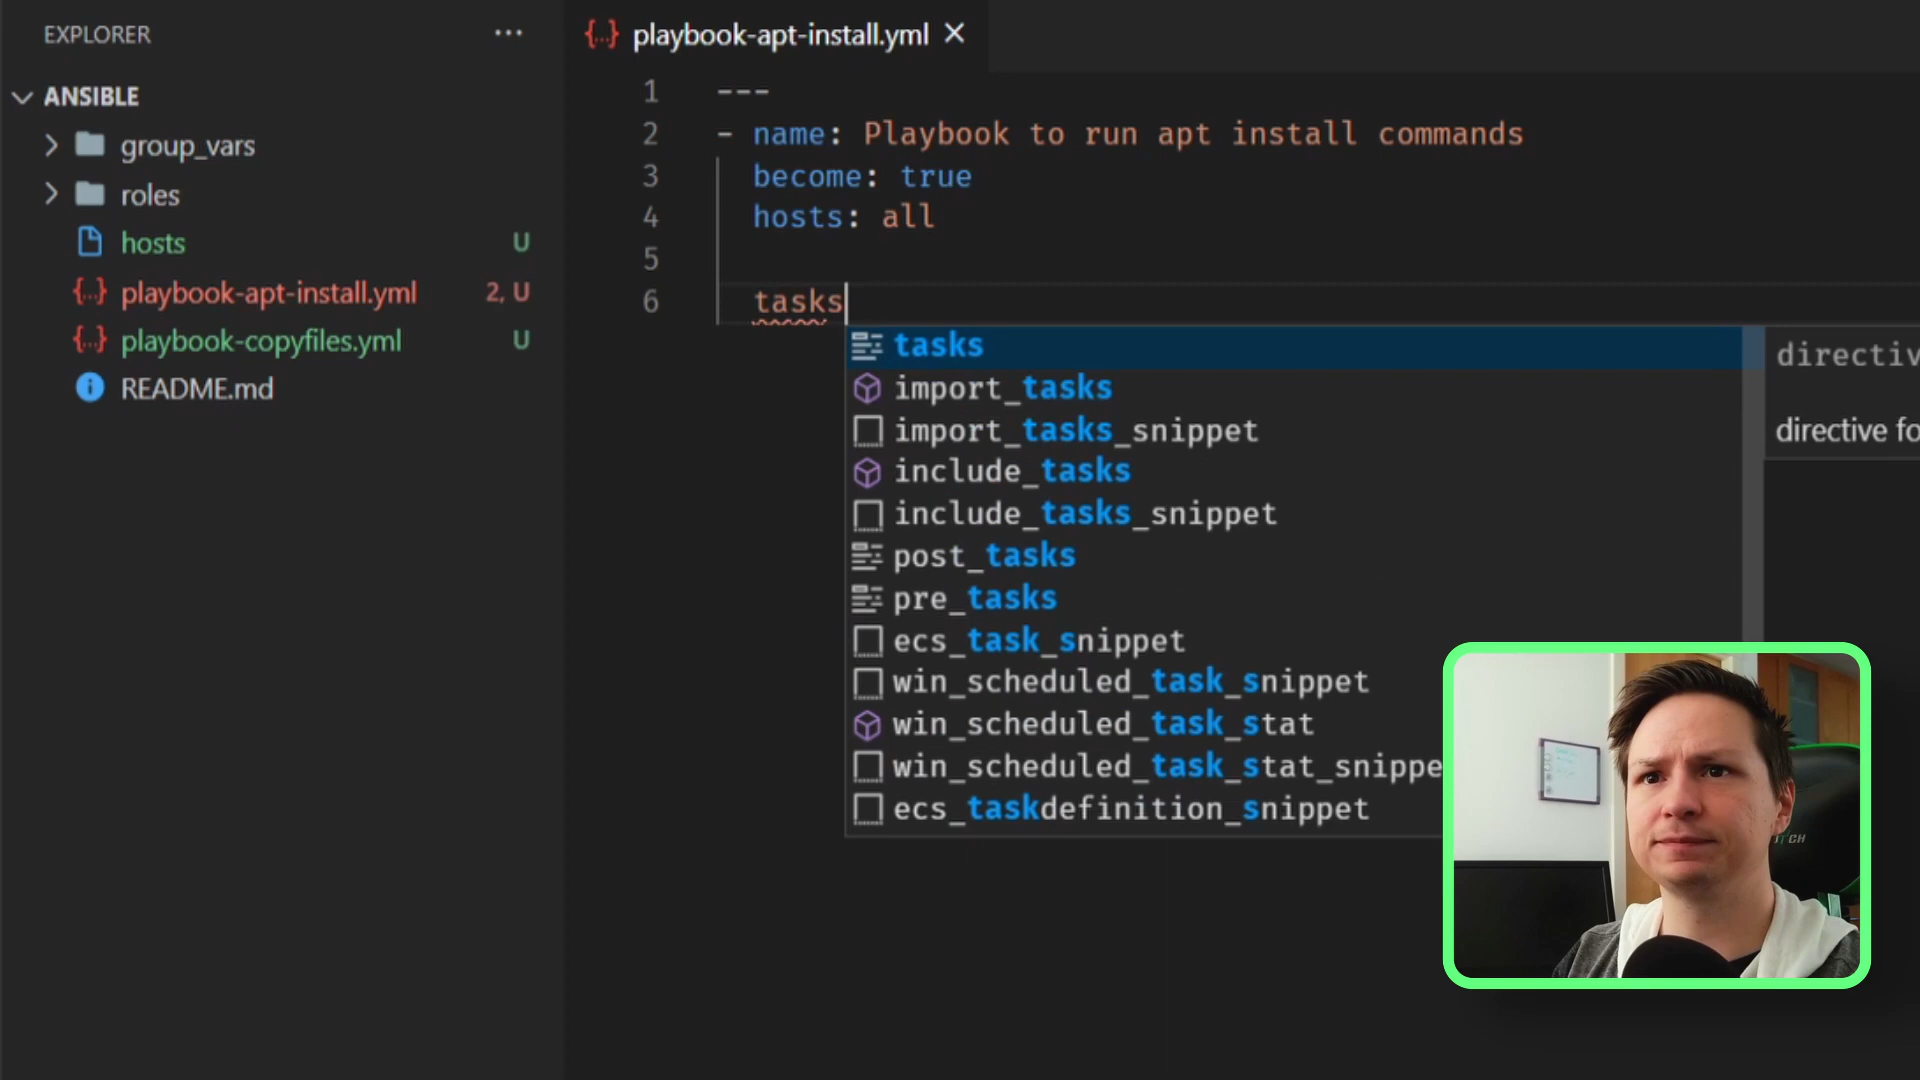 EXPLORER ...
ANSIBLE
group_vars
roles
hosts U
playbook-apt-install.yml 2, U
playbook-copyfiles.yml U
README.md
{...} playbook-apt-install.yml ×
1 ---
2 - name: Playbook to run apt install commands
3 become: true
4 hosts: all
5
6 tasks
tasks
import_tasks
import_tasks_snippet
include_tasks
include_tasks_snippet
post_tasks
pre_tasks
ecs_task_snippet
win_scheduled_task_snippet
win_scheduled_task_stat
win_scheduled_task_stat_snippe
ecs_taskdefinition_snippet
directiv
directive fo